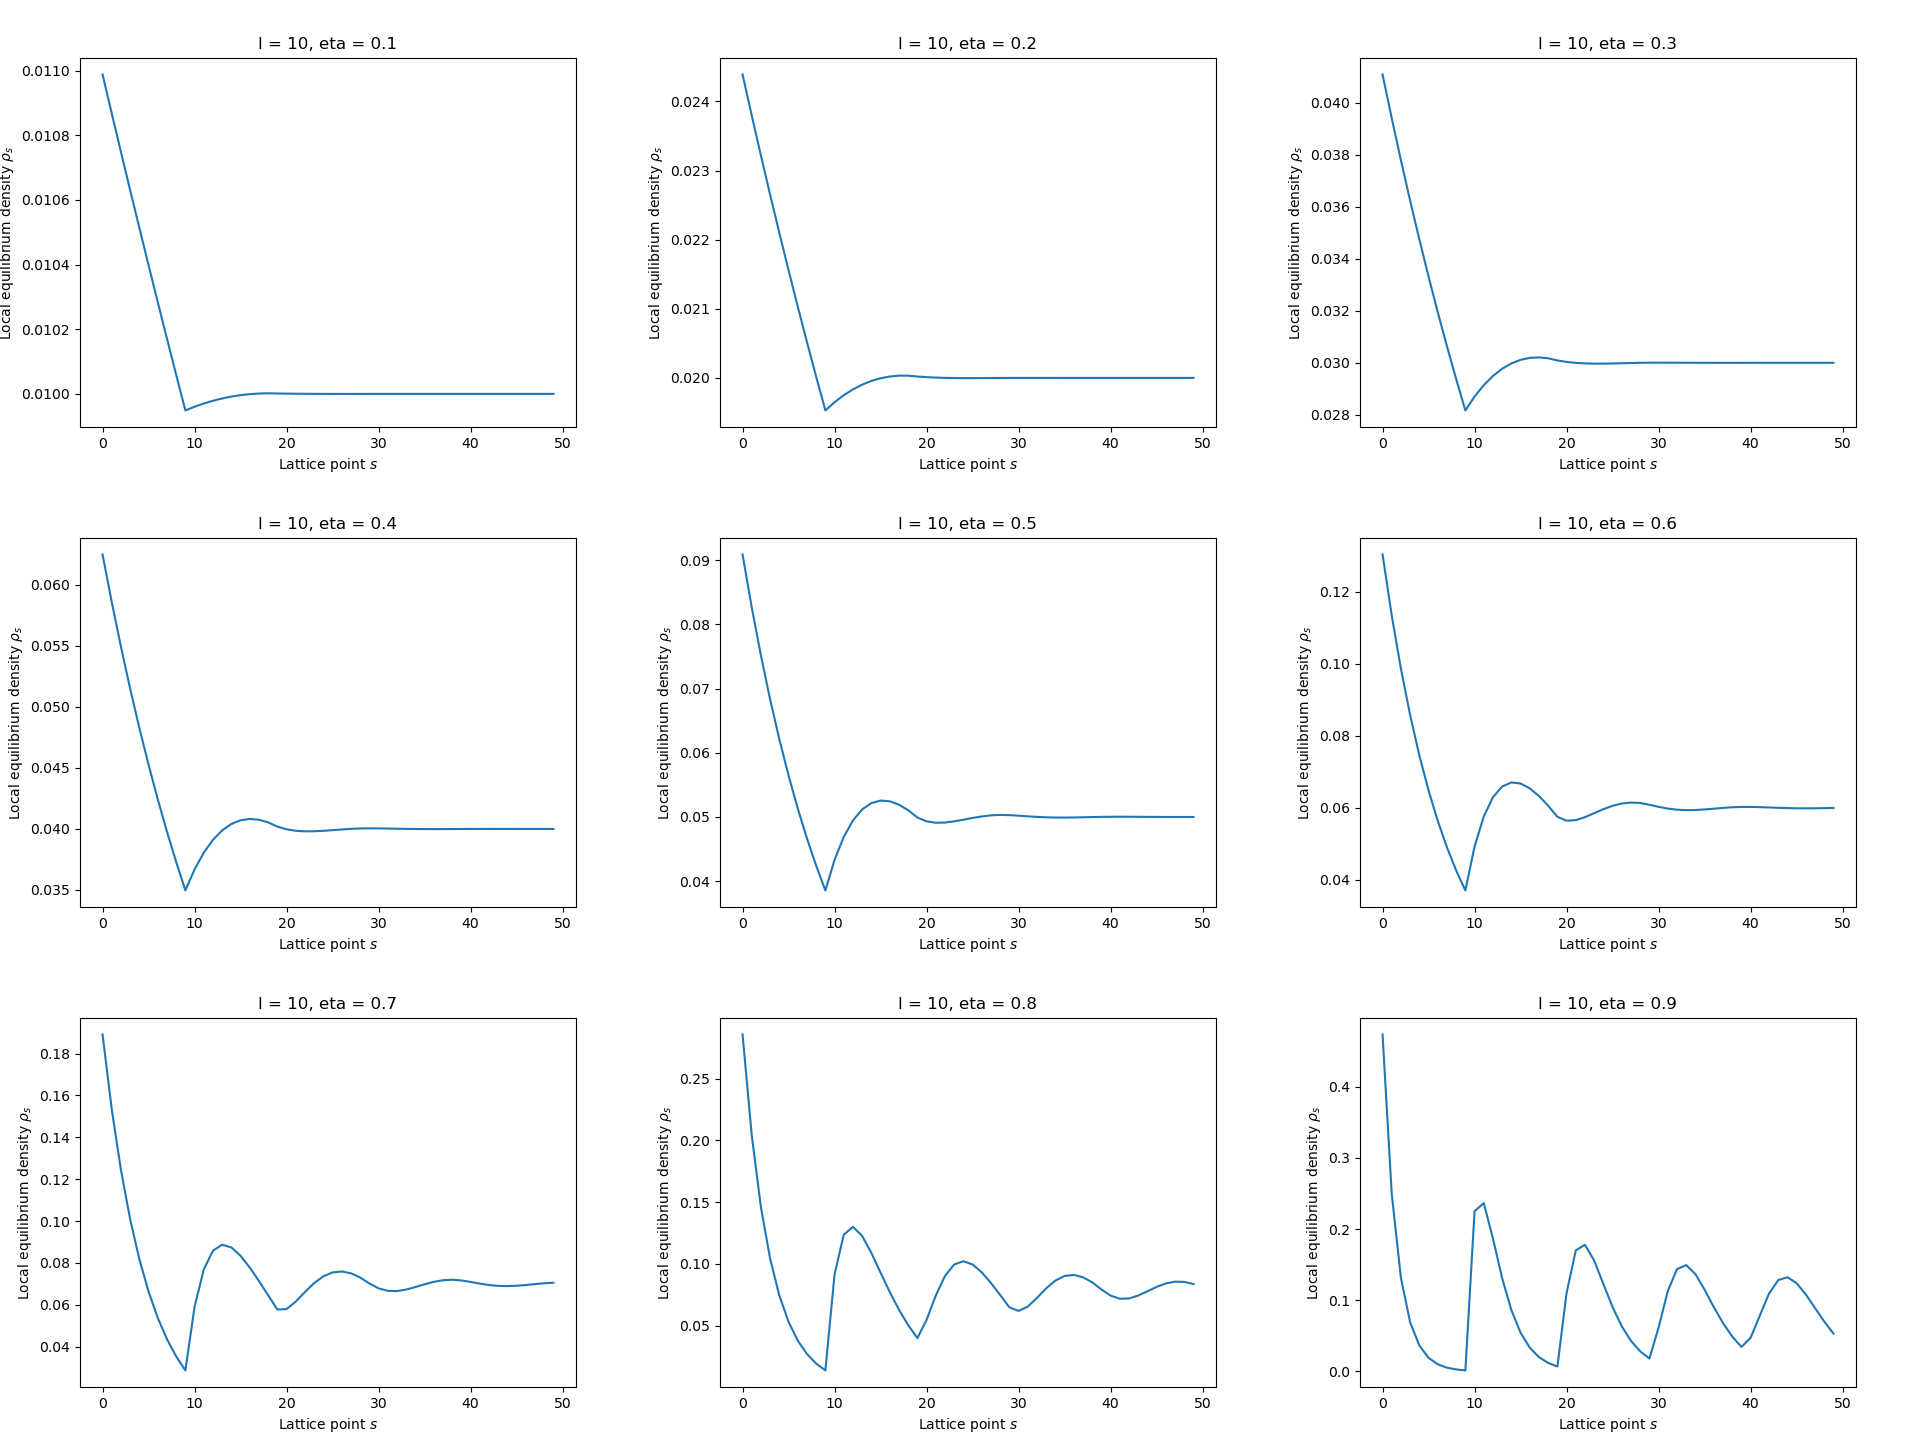 l = 10, eta = 0.1
0.0110
0.0108
0.0106
0.0104
0.0102
0.0100
Local equilibrium density ρₛ
0 10 20 30 40 50
Lattice point s
l = 10, eta = 0.2
0.024
0.023
0.022
0.021
0.020
Local equilibrium density ρₛ
0 10 20 30 40 50
Lattice point s
l = 10, eta = 0.3
0.040
0.038
0.036
0.034
0.032
0.030
0.028
Local equilibrium density ρₛ
0 10 20 30 40 50
Lattice point s
l = 10, eta = 0.4
0.060
0.055
0.050
0.045
0.040
0.035
Local equilibrium density ρₛ
0 10 20 30 40 50
Lattice point s
l = 10, eta = 0.5
0.09
0.08
0.07
0.06
0.05
0.04
Local equilibrium density ρₛ
0 10 20 30 40 50
Lattice point s
l = 10, eta = 0.6
0.12
0.10
0.08
0.06
0.04
Local equilibrium density ρₛ
0 10 20 30 40 50
Lattice point s
l = 10, eta = 0.7
0.18
0.16
0.14
0.12
0.10
0.08
0.06
0.04
Local equilibrium density ρₛ
0 10 20 30 40 50
Lattice point s
l = 10, eta = 0.8
0.25
0.20
0.15
0.10
0.05
Local equilibrium density ρₛ
0 10 20 30 40 50
Lattice point s
l = 10, eta = 0.9
0.4
0.3
0.2
0.1
0.0
Local equilibrium density ρₛ
0 10 20 30 40 50
Lattice point s